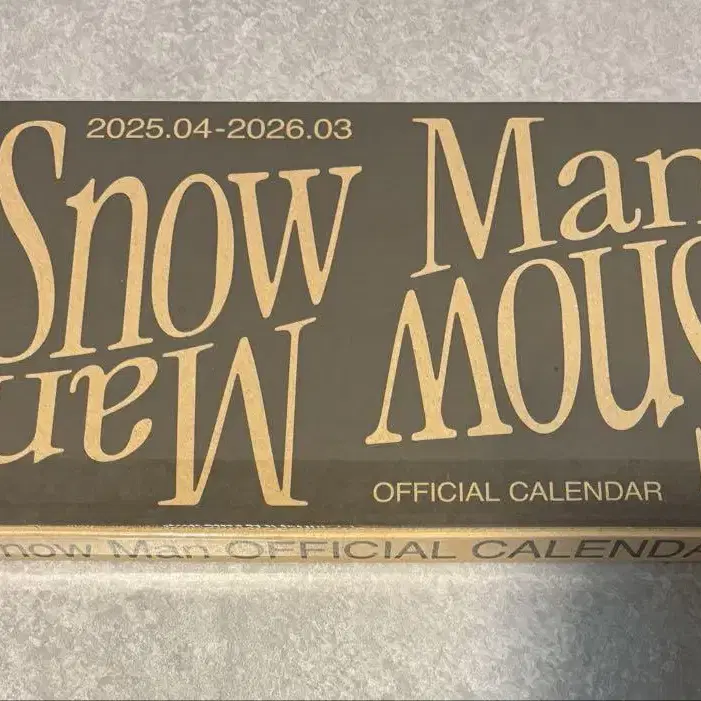 2025.04-2026.03
Snow
Man
Man
Snow
OFFICIAL CALENDAR
now Man OFFICIAL CALENDA